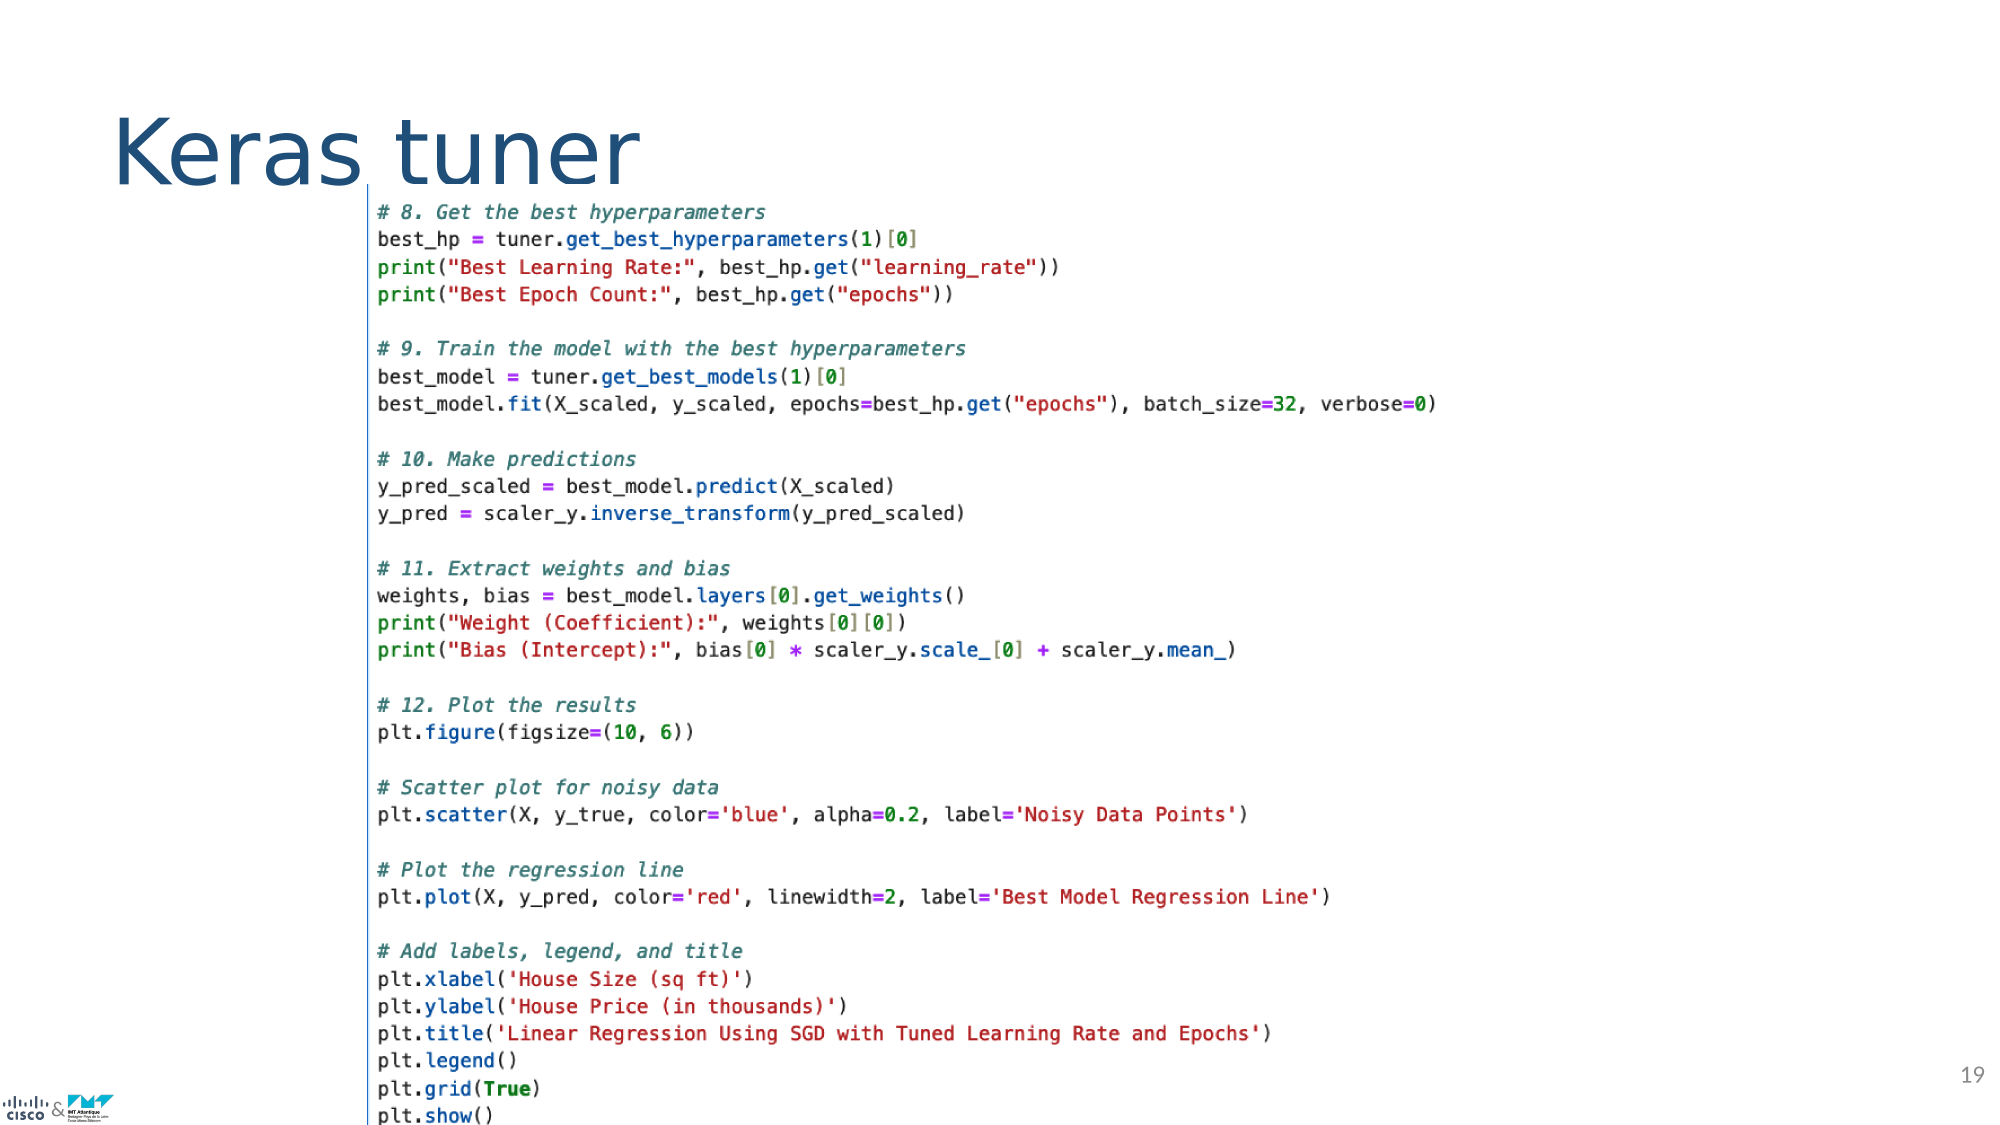 Keras tuner
# 8. Get the best hyperparameters
best_hp = tuner.get_best_hyperparameters(1)[0]
print("Best Learning Rate:", best_hp.get("learning_rate"))
print("Best Epoch Count:", best_hp.get("epochs"))
# 9. Train the model with the best hyperparameters
best_model = tuner.get_best_models(1)[0]
best_model.fit(X_scaled, y_scaled, epochs=best_hp.get("epochs"), batch_size=32, verbose=0)
# 10. Make predictions
y_pred_scaled = best_model.predict(X_scaled)
y_pred = scaler_y.inverse_transform(y_pred_scaled)
# 11. Extract weights and bias
weights, bias = best_model.layers[0].get_weights()
print("Weight (Coefficient):", weights[0][0])
print("Bias (Intercept):", bias[0] * scaler_y.scale_[0] + scaler_y.mean_)
# 12. Plot the results
plt.figure(figsize=(10, 6))
# Scatter plot for noisy data
plt.scatter(X, y_true, color='blue', alpha=0.2, label='Noisy Data Points')
# Plot the regression line
plt.plot(X, y_pred, color='red', linewidth=2, label='Best Model Regression Line')
# Add labels, legend, and title
plt.xlabel('House Size (sq ft)')
plt.ylabel('House Price (in thousands)')
plt.title('Linear Regression Using SGD with Tuned Learning Rate and Epochs')
plt.legend()
plt.grid(True)
plt.show()
19
CISCO & IMT Atlantique